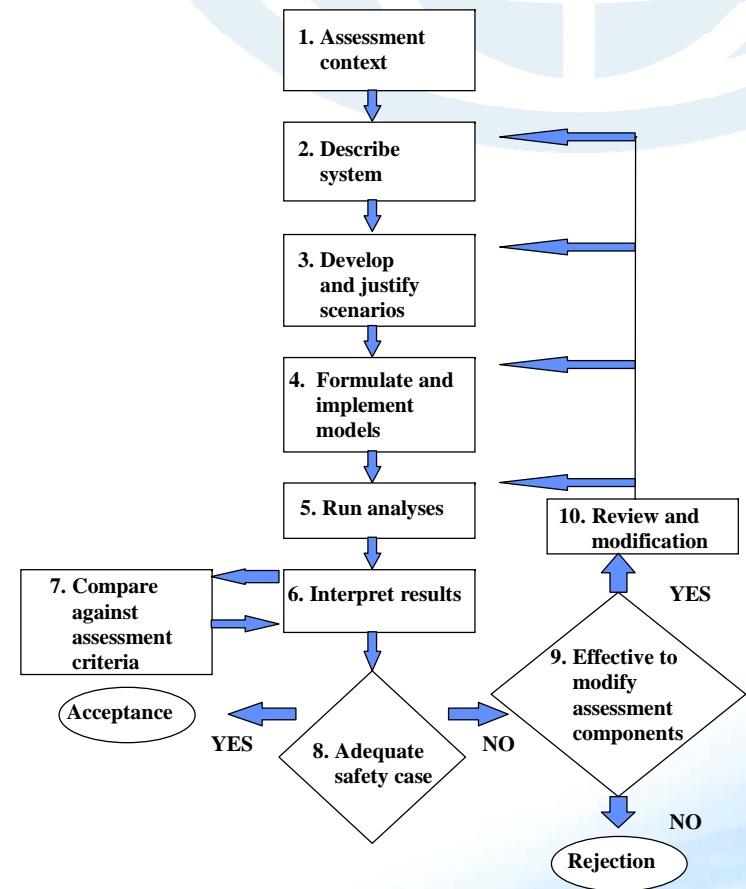 1. Assessment
context
2. Describe
system
3. Develop
and justify
scenarios
4. Formulate and
implement
models
5. Run analyses
10. Review and
modification
7. Compare
against
assessment
criteria
6. Interpret results
YES
9. Effective to
modify
assessment
components
Acceptance
YES
8. Adequate
safety case
NO
NO
Rejection